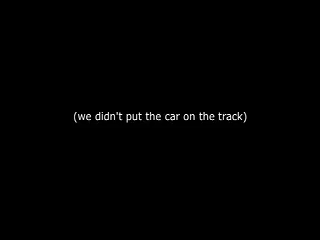 (we didn't put the car on the track)